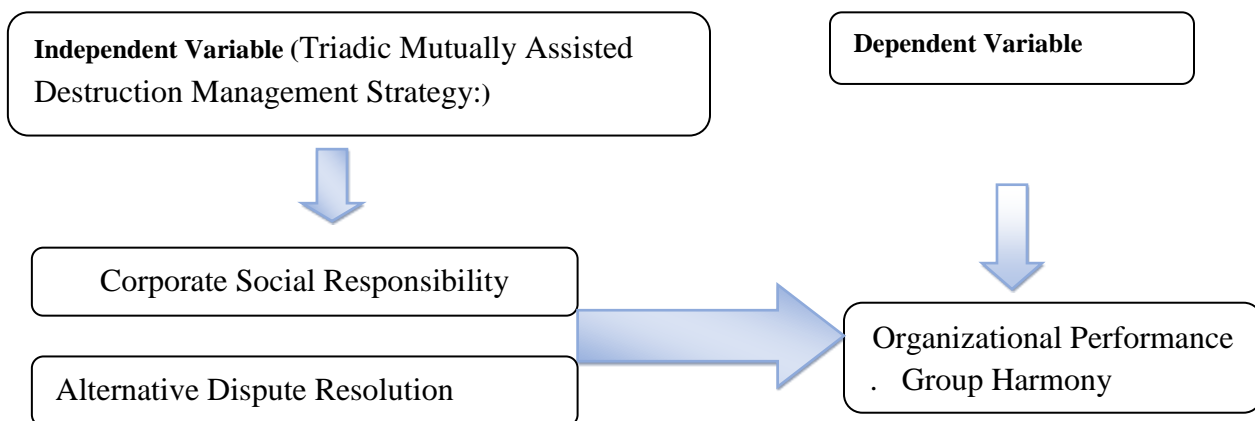 Independent Variable (Triadic Mutually Assisted
Destruction Management Strategy:)
Dependent Variable
Corporate Social Responsibility
Alternative Dispute Resolution
Organizational Performance
. Group Harmony